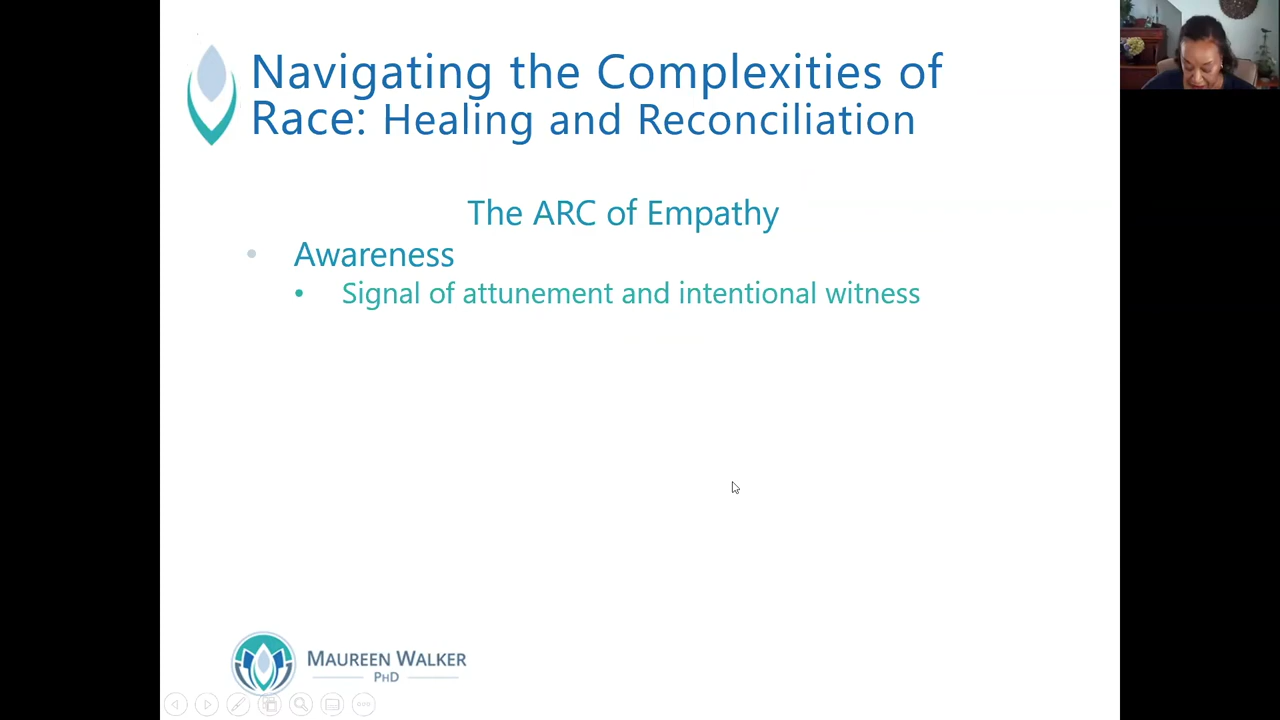 Navigating the Complexities of
Race: Healing and Reconciliation
The ARC of Empathy
• Awareness
• Signal of attunement and intentional witness
MAUREEN WALKER
PHD